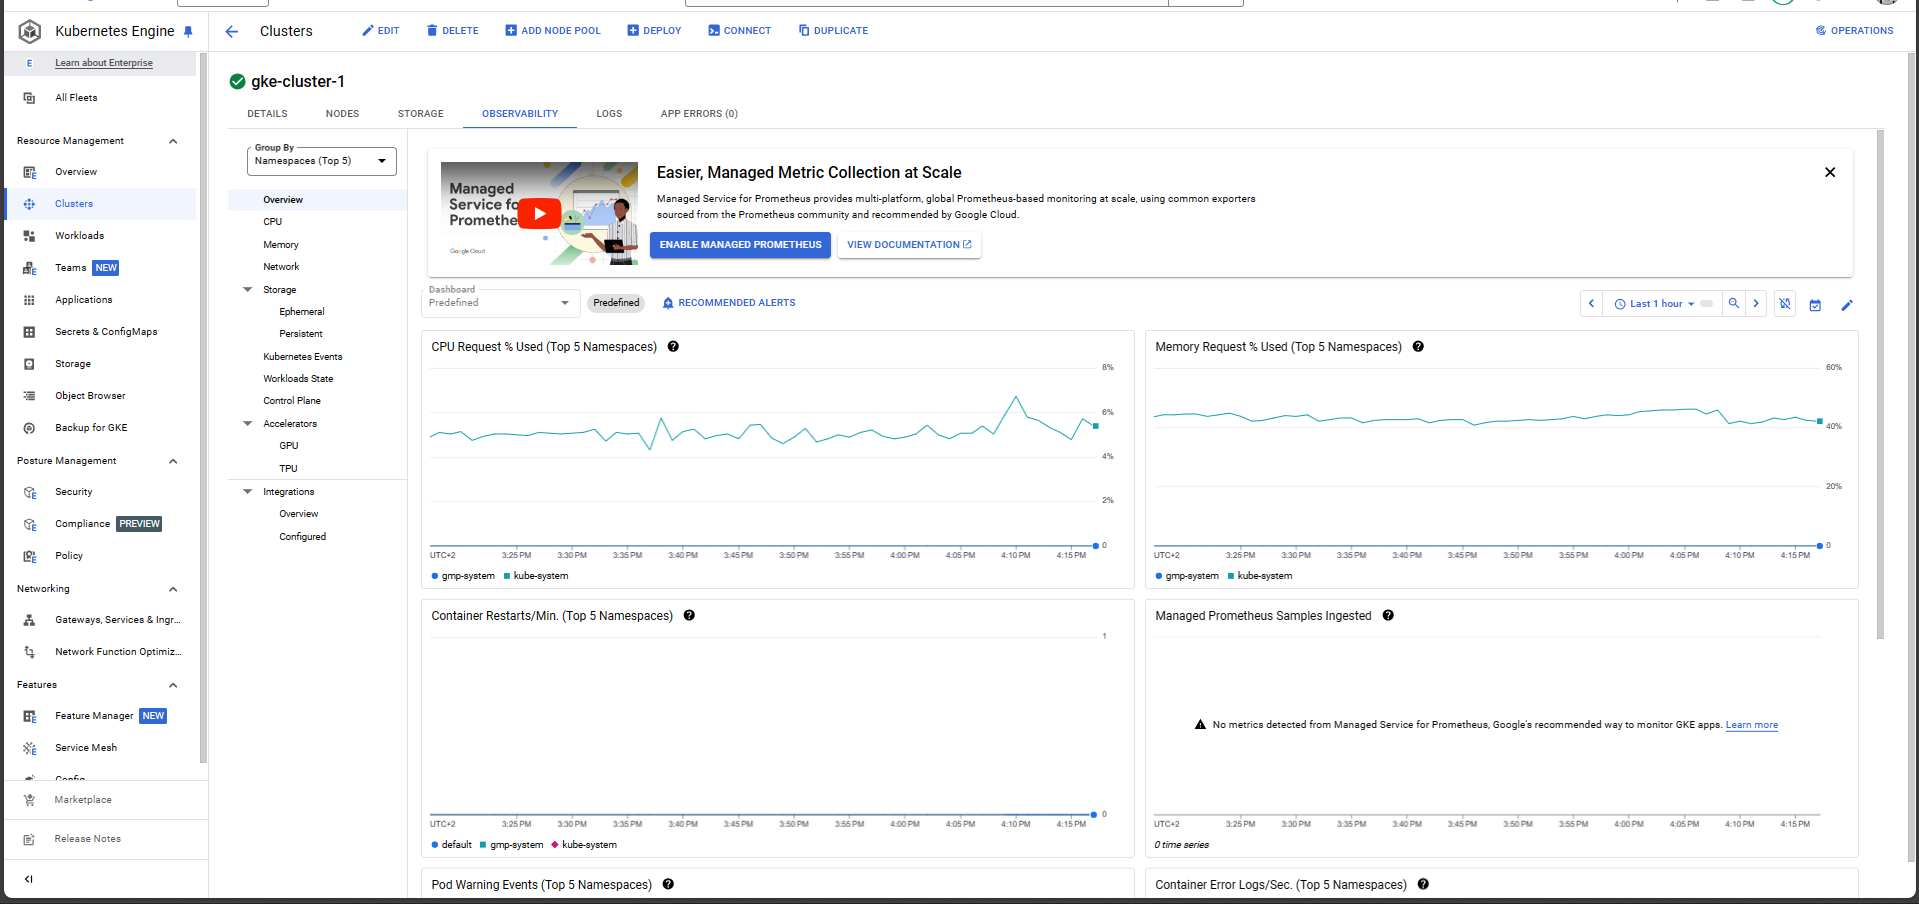 Kubernetes Engine
Clusters
EDIT
DELETE
ADD NODE POOL
DEPLOY
CONNECT
DUPLICATE
OPERATIONS
E
Learn about Enterprise
All Fleets
Resource Management
Overview
Clusters
Workloads
Teams NEW
Applications
Secrets & ConfigMaps
Storage
Object Browser
Backup for GKE
Posture Management
Security
Compliance PREVIEW
Policy
Networking
Gateways, Services & Ingr...
Network Function Optimiz...
Features
Feature Manager NEW
Service Mesh
Config
Marketplace
Release Notes
gke-cluster-1
DETAILS
NODES
STORAGE
OBSERVABILITY
LOGS
APP ERRORS (0)
Group By
Namespaces (Top 5)
Overview
CPU
Memory
Network
Storage
Ephemeral
Persistent
Kubernetes Events
Workloads State
Control Plane
Accelerators
GPU
TPU
Integrations
Overview
Configured
Managed
Service fo
Promethe
Google Cloud
Easier, Managed Metric Collection at Scale
Managed Service for Prometheus provides multi-platform, global Prometheus-based monitoring at scale, using common exporters
sourced from the Prometheus community and recommended by Google Cloud.
ENABLE MANAGED PROMETHEUS
VIEW DOCUMENTATION
Dashboard
Predefined
Predefined
RECOMMENDED ALERTS
Last 1 hour
CPU Request % Used (Top 5 Namespaces)
8%
6%
4%
2%
0
UTC+2 3:25 PM 3:30 PM 3:35 PM 3:40 PM 3:45 PM 3:50 PM 3:55 PM 4:00 PM 4:05 PM 4:10 PM 4:15 PM
gmp-system kube-system
Memory Request % Used (Top 5 Namespaces)
60%
40%
20%
0
UTC+2 3:25 PM 3:30 PM 3:35 PM 3:40 PM 3:45 PM 3:50 PM 3:55 PM 4:00 PM 4:05 PM 4:10 PM 4:15 PM
gmp-system kube-system
Container Restarts/Min. (Top 5 Namespaces)
1
0
UTC+2 3:25 PM 3:30 PM 3:35 PM 3:40 PM 3:45 PM 3:50 PM 3:55 PM 4:00 PM 4:05 PM 4:10 PM 4:15 PM
default gmp-system kube-system
Managed Prometheus Samples Ingested
No metrics detected from Managed Service for Prometheus, Google's recommended way to monitor GKE apps. Learn more
UTC+2 3:25 PM 3:30 PM 3:35 PM 3:40 PM 3:45 PM 3:50 PM 3:55 PM 4:00 PM 4:05 PM 4:10 PM 4:15 PM
0 time series
Pod Warning Events (Top 5 Namespaces)
Container Error Logs/Sec. (Top 5 Namespaces)